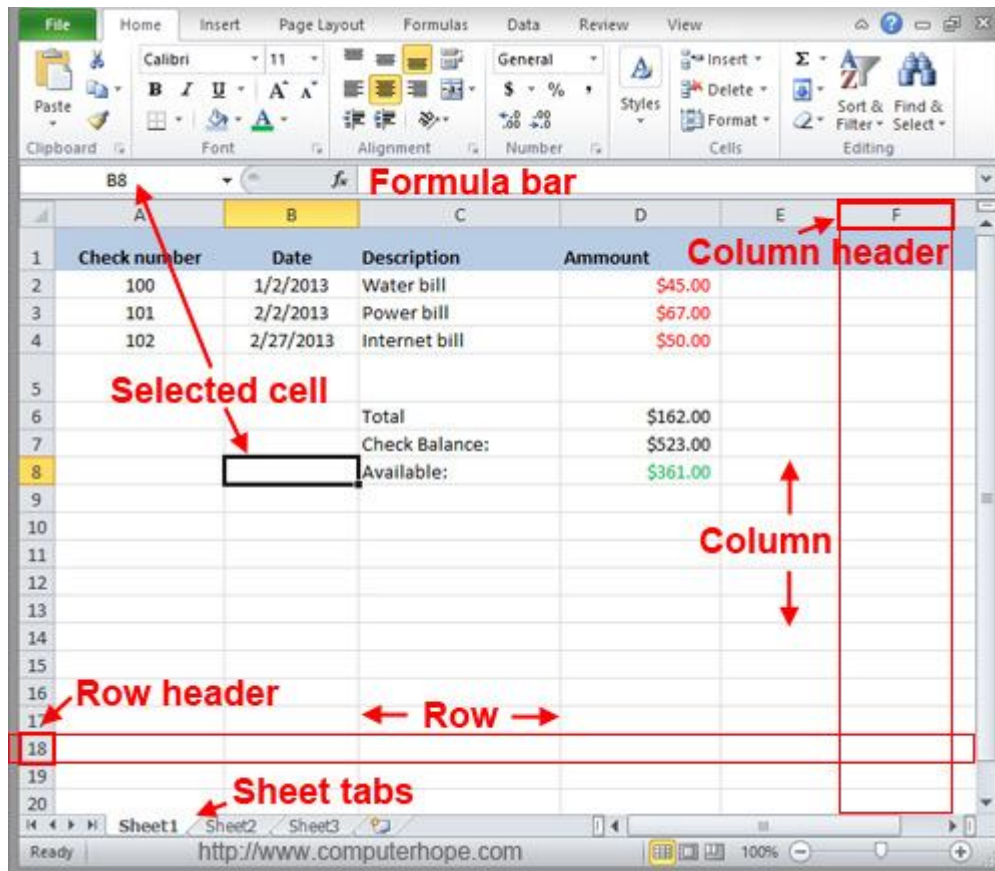 File Home Insert Page Layout Formulas Data Review View
Calibri 11 General Insert Σ
B I U A A $ % , Delete
Paste A .0 .00 .00 .0 Styles Format Sort & Filter Find & Select
Clipboard Font Alignment Number Cells Editing
B8 fx Formula bar
A B C D E F
Column header
1 Check number Date Description Ammount
2 100 1/2/2013 Water bill $45.00
3 101 2/2/2013 Power bill $67.00
4 102 2/27/2013 Internet bill $50.00
5
Selected cell
6 Total $162.00
7 Check Balance: $523.00
8 Available: $361.00
9
10
Column
11
12
13
14
15
16
Row header
17 Row
18
19
Sheet tabs
20
Sheet1 Sheet2 Sheet3
Ready http://www.computerhope.com 100%